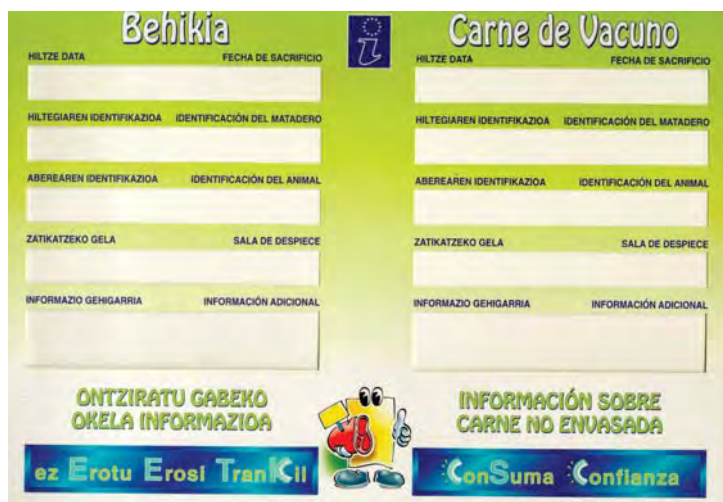 Behikia
HILTZE DATA FECHA DE SACRIFICIO
HILTEGIAREN IDENTIFIKAZIOA IDENTIFICACIÓN DEL MATADERO
ABEREAREN IDENTIFIKAZIOA IDENTIFICACIÓN DEL ANIMAL
ZATIKATZEKO GELA SALA DE DESPIECE
INFORMAZIO GEHIGARRIA INFORMACIÓN ADICIONAL
ONTZIRATU GABEKO
OKELA INFORMAZIOA
ez Erotu Erosi TranKil
i
Carne de Vacuno
HILTZE DATA FECHA DE SACRIFICIO
HILTEGIAREN IDENTIFIKAZIOA IDENTIFICACIÓN DEL MATADERO
ABEREAREN IDENTIFIKAZIOA IDENTIFICACIÓN DEL ANIMAL
ZATIKATZEKO GELA SALA DE DESPIECE
INFORMAZIO GEHIGARRIA INFORMACIÓN ADICIONAL
INFORMACIÓN SOBRE
CARNE NO ENVASADA
ConSuma Confianza